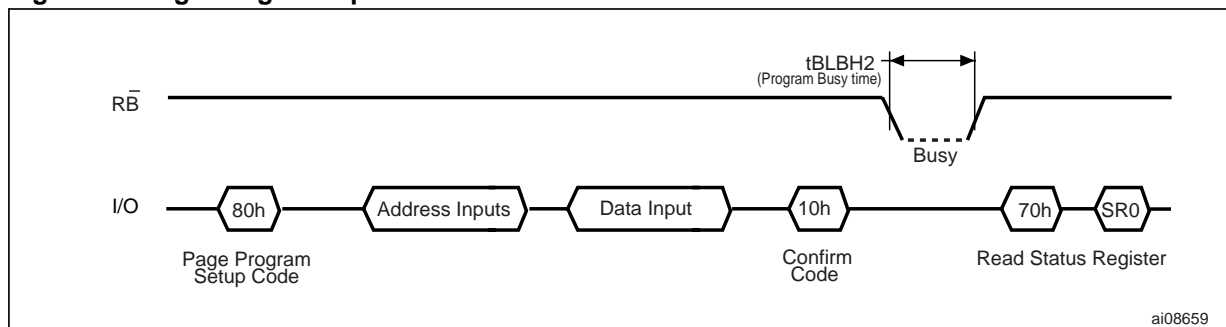 tBLBH2
(Program Busy time)
RB̅
Busy
I/O
80h
Address Inputs
Data Input
10h
70h
SR0
Page Program
Setup Code
Confirm
Code
Read Status Register
ai08659